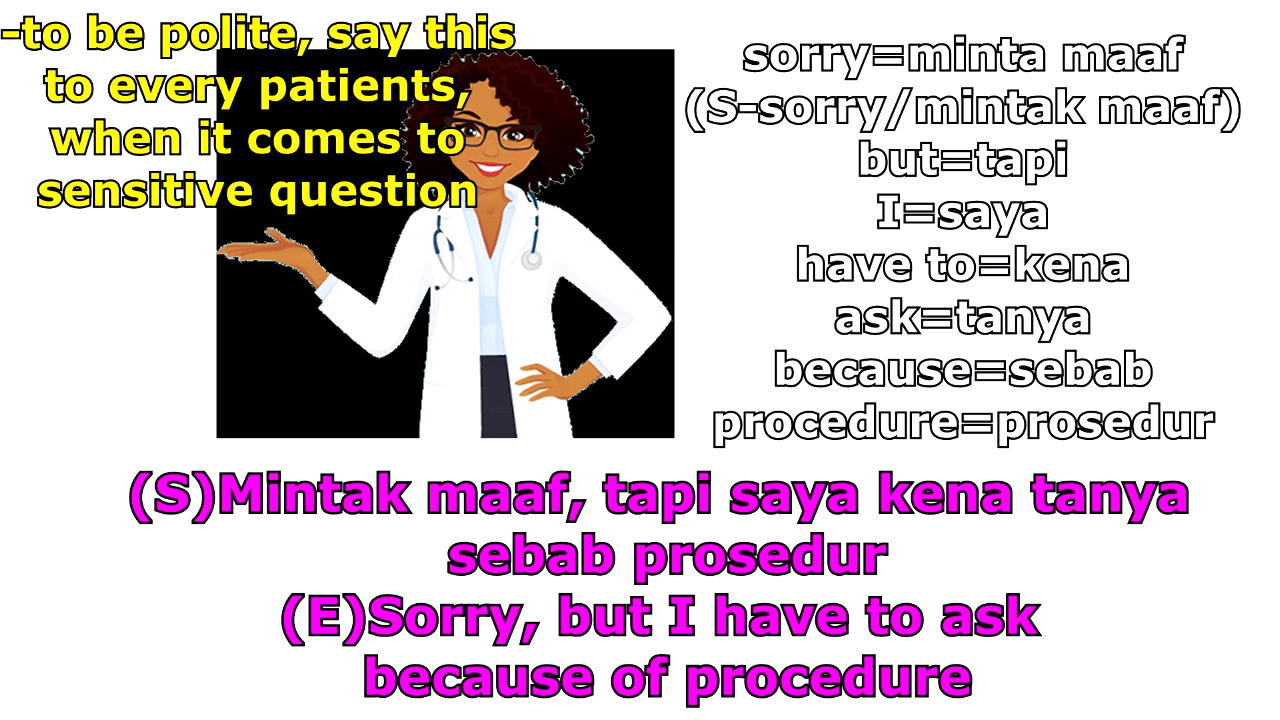 -to be polite, say this
to every patients,
when it comes to
sensitive question
sorry=minta maaf
(S-sorry/mintak maaf)
but=tapi
I=saya
have to=kena
ask=tanya
because=sebab
procedure=prosedur
(S)Mintak maaf, tapi saya kena tanya
sebab prosedur
(E)Sorry, but I have to ask
because of procedure